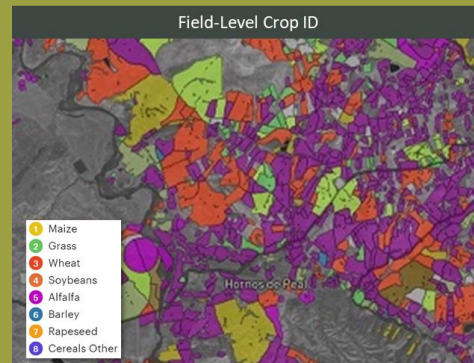 Field-Level Crop ID
1 Maize
2 Grass
3 Wheat
4 Soybeans
5 Alfalfa
6 Barley
7 Rapeseed
8 Cereals Other
Hornos de Peal